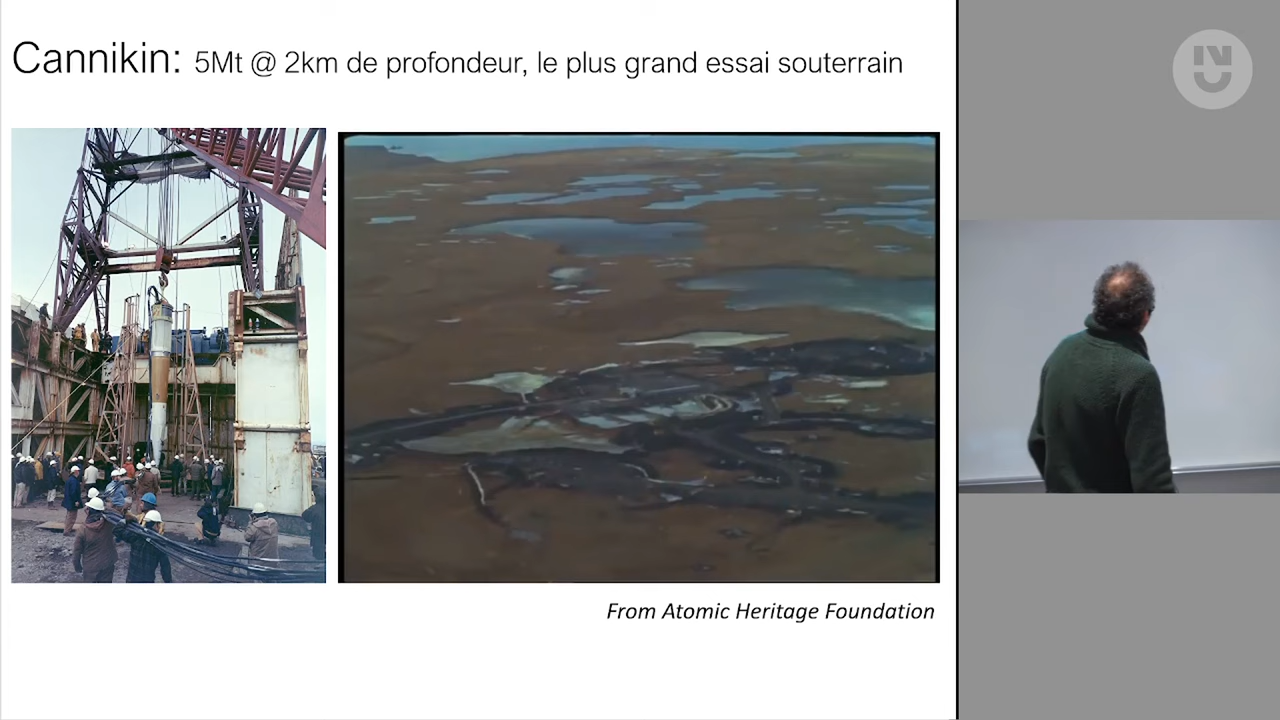 Cannikin: 5Mt @ 2km de profondeur, le plus grand essai souterrain
From Atomic Heritage Foundation